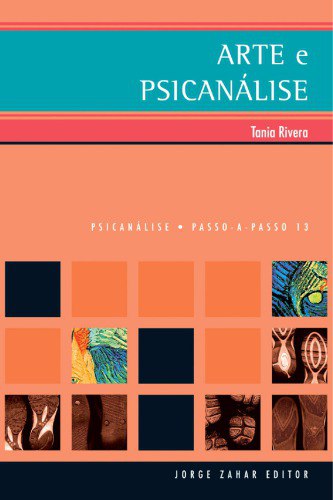 ARTE e
PSICANÁLISE
Tania Rivera
PSICANÁLISE • PASSO-A-PASSO 13
JORGE ZAHAR EDITOR